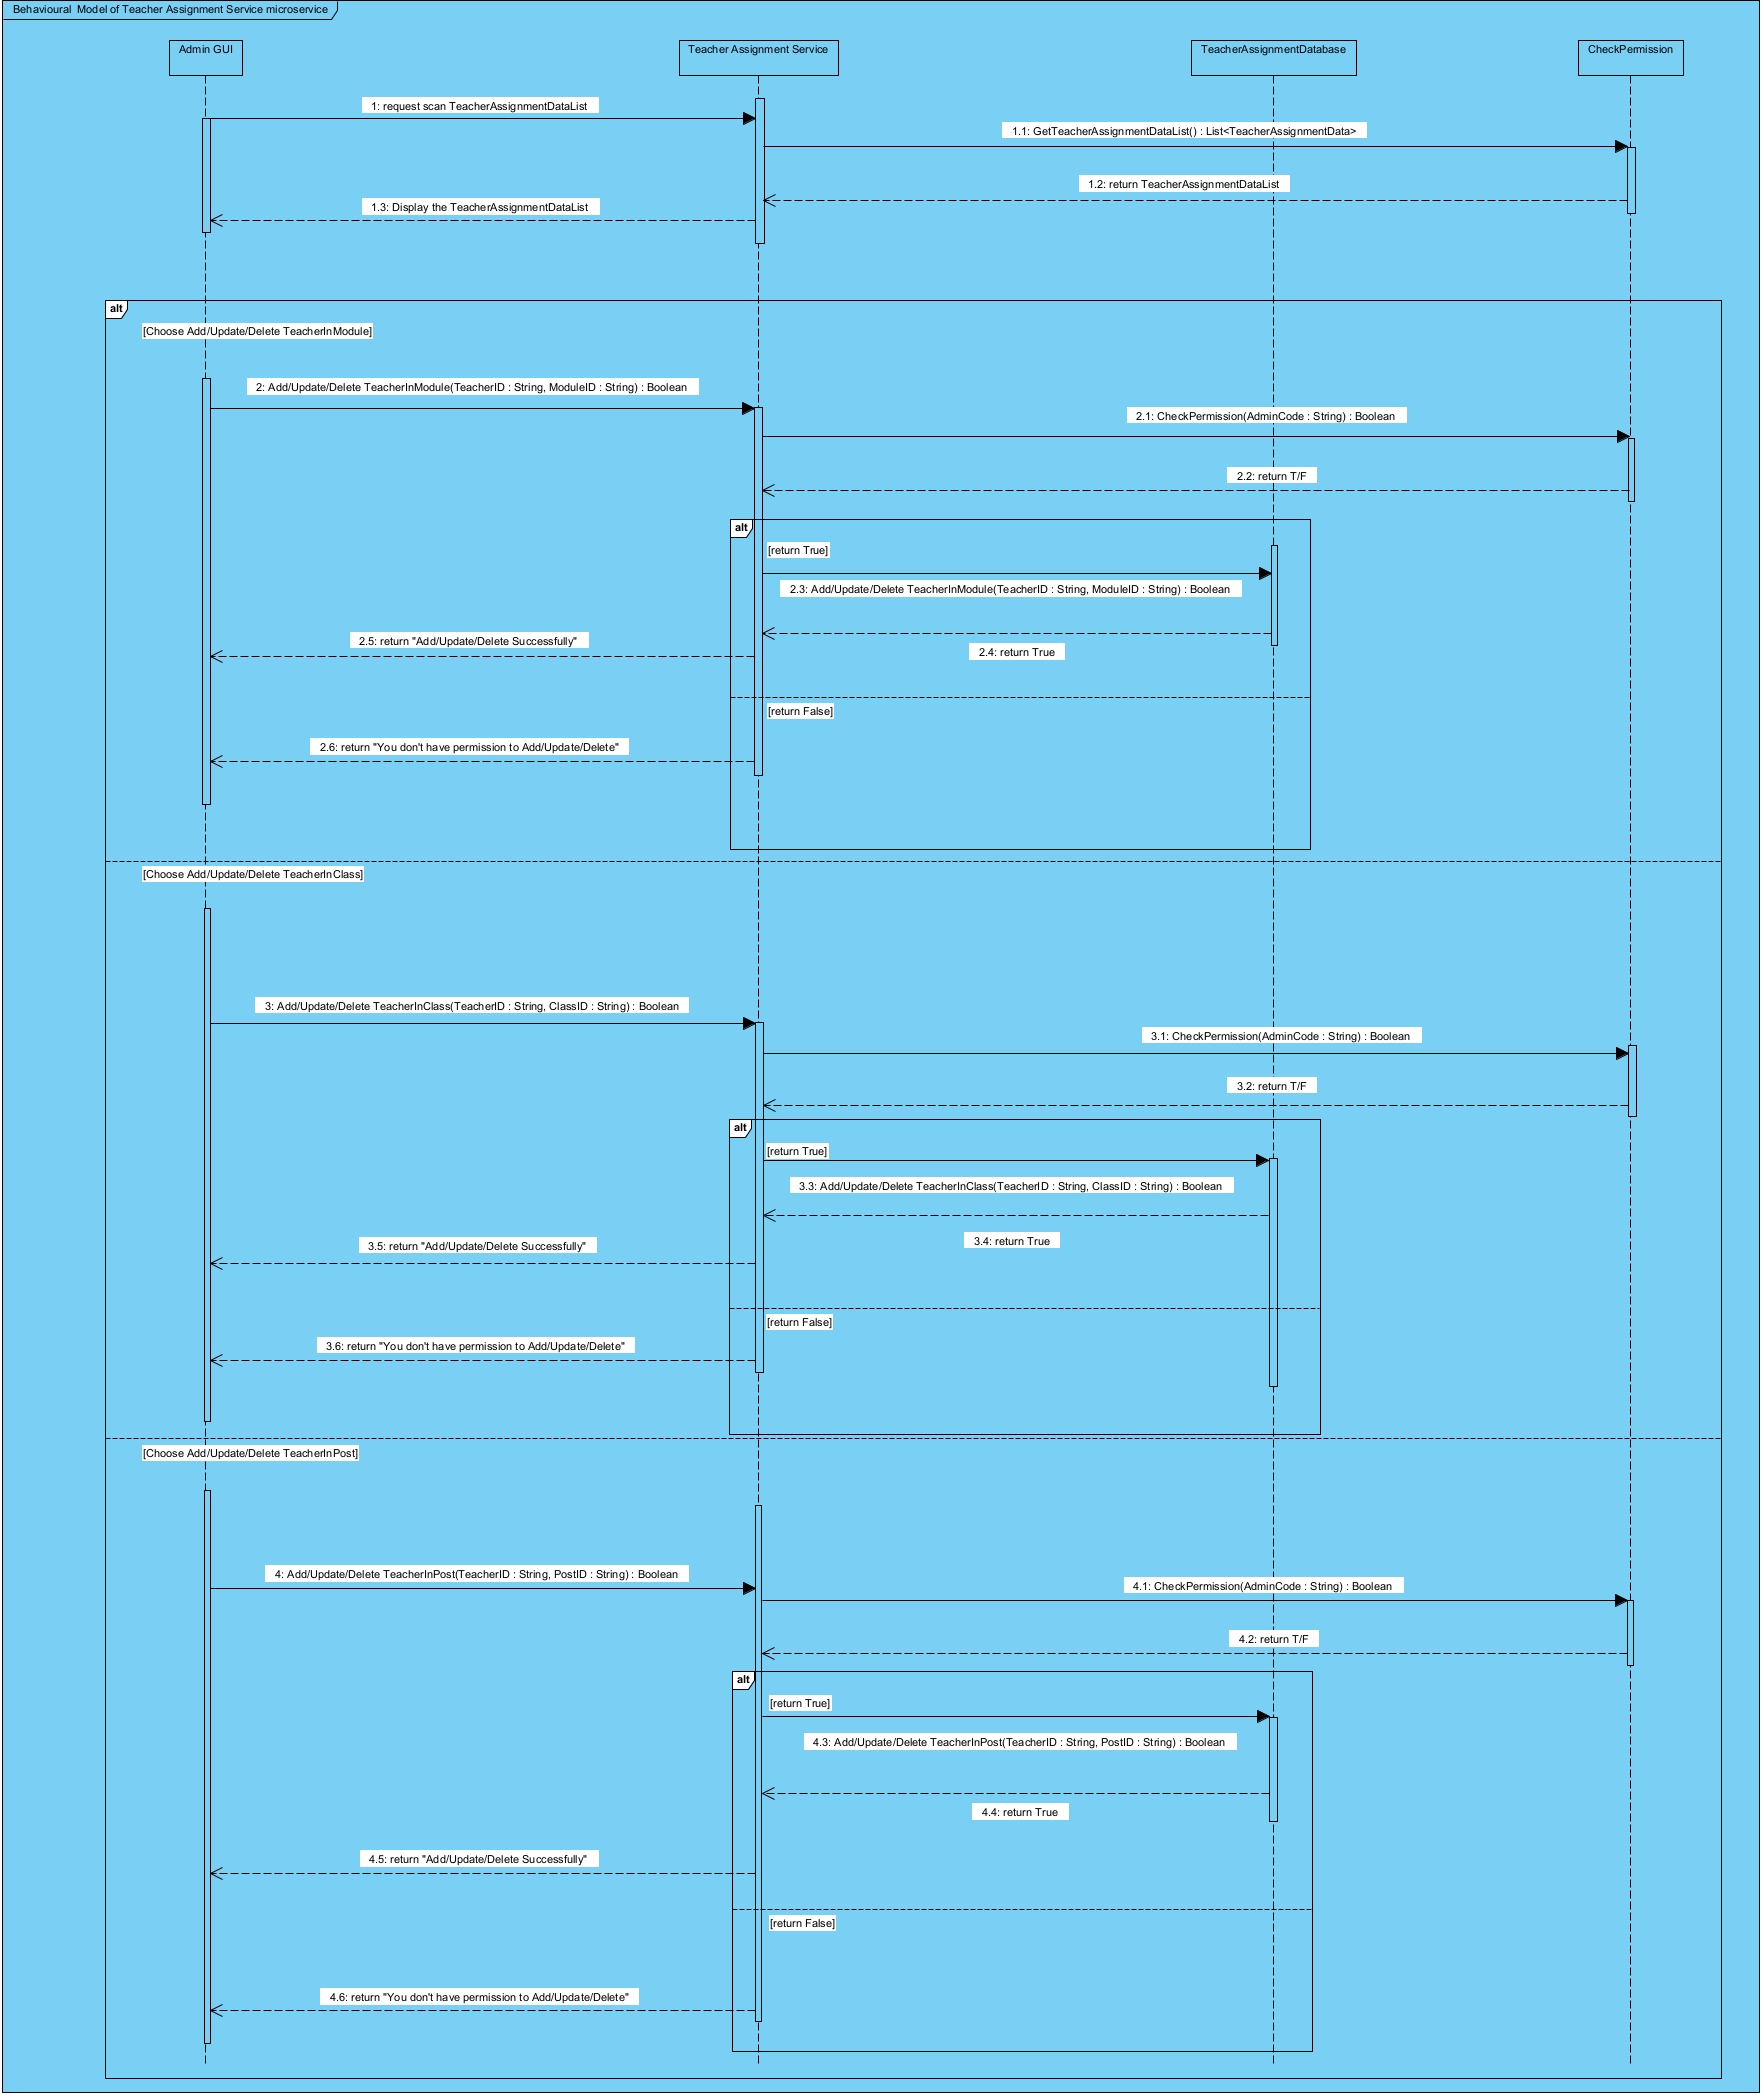 Behavioural  Model of Teacher Assignment Service microservice
Admin GUI
Teacher Assignment Service
TeacherAssignmentDatabase
CheckPermission
1: request scan TeacherAssignmentDataList
1.1: GetTeacherAssignmentDataList() : List<TeacherAssignmentData>
1.2: return TeacherAssignmentDataList
1.3: Display the TeacherAssignmentDataList
alt
[Choose Add/Update/Delete TeacherInModule]
2: Add/Update/Delete TeacherInModule(TeacherID : String, ModuleID : String) : Boolean
2.1: CheckPermission(AdminCode : String) : Boolean
2.2: return T/F
alt
[return True]
2.3: Add/Update/Delete TeacherInModule(TeacherID : String, ModuleID : String) : Boolean
2.5: return "Add/Update/Delete Successfully"
2.4: return True
[return False]
2.6: return "You don't have permission to Add/Update/Delete"
[Choose Add/Update/Delete TeacherInClass]
3: Add/Update/Delete TeacherInClass(TeacherID : String, ClassID : String) : Boolean
3.1: CheckPermission(AdminCode : String) : Boolean
3.2: return T/F
alt
[return True]
3.3: Add/Update/Delete TeacherInClass(TeacherID : String, ClassID : String) : Boolean
3.4: return True
3.5: return "Add/Update/Delete Successfully"
[return False]
3.6: return "You don't have permission to Add/Update/Delete"
[Choose Add/Update/Delete TeacherInPost]
4: Add/Update/Delete TeacherInPost(TeacherID : String, PostID : String) : Boolean
4.1: CheckPermission(AdminCode : String) : Boolean
4.2: return T/F
alt
[return True]
4.3: Add/Update/Delete TeacherInPost(TeacherID : String, PostID : String) : Boolean
4.4: return True
4.5: return "Add/Update/Delete Successfully"
[return False]
4.6: return "You don't have permission to Add/Update/Delete"